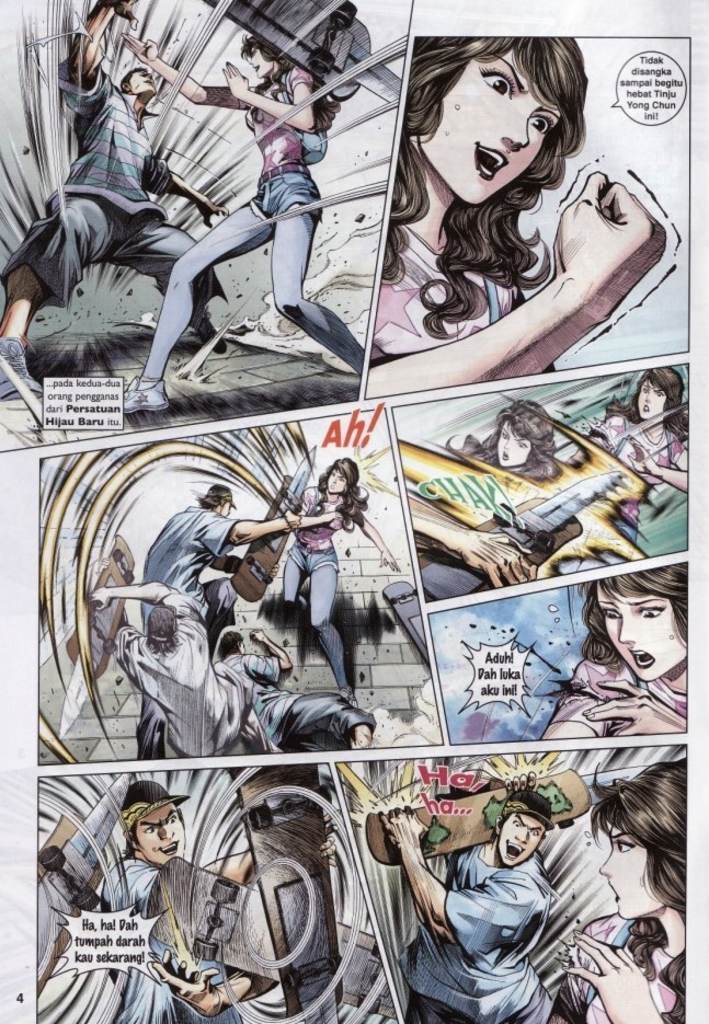 Tidak
disangka
sampai begitu
hebat Tinju
Yong Chun
ini!
...pada kedua-dua
orang pengganas
dari Persatuan
Hijau Baru itu.
Ah!
CHAK
Aduh!
Dah luka
aku ini!
Ha, ha! Dah
tumpah darah
kau sekarang!
Ha,
ha...
4